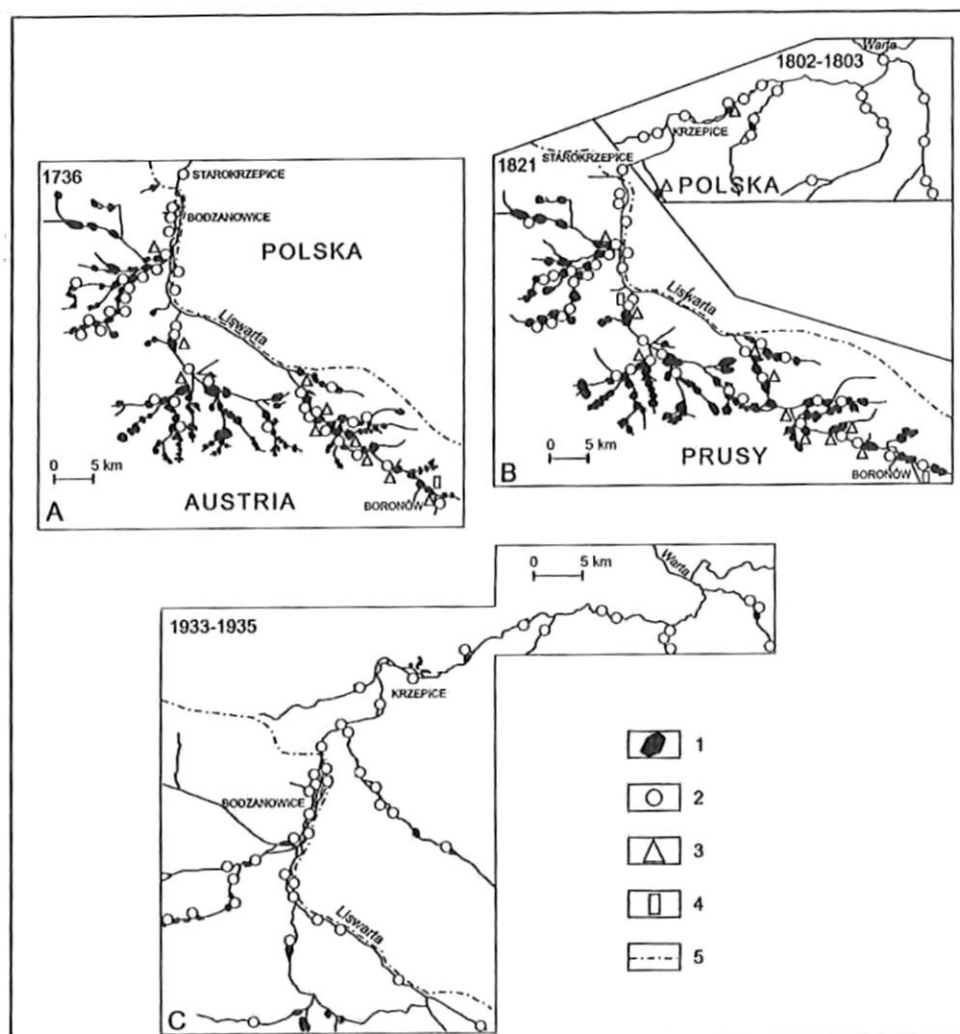 1736
STAROKRZEPICE
BODZANOWICE
POLSKA
Liswarta
0 5 km
AUSTRIA
BORONÓW
A
1802-1803
Warta
KRZEPICE
POLSKA
1821
STAROKRZEPICE
Liswarta
0 5 km
PRUSY
BORONÓW
B
1933-1935
0 5 km
Warta
KRZEPICE
BODZANOWICE
Liswarta
C
1
2
3
4
5